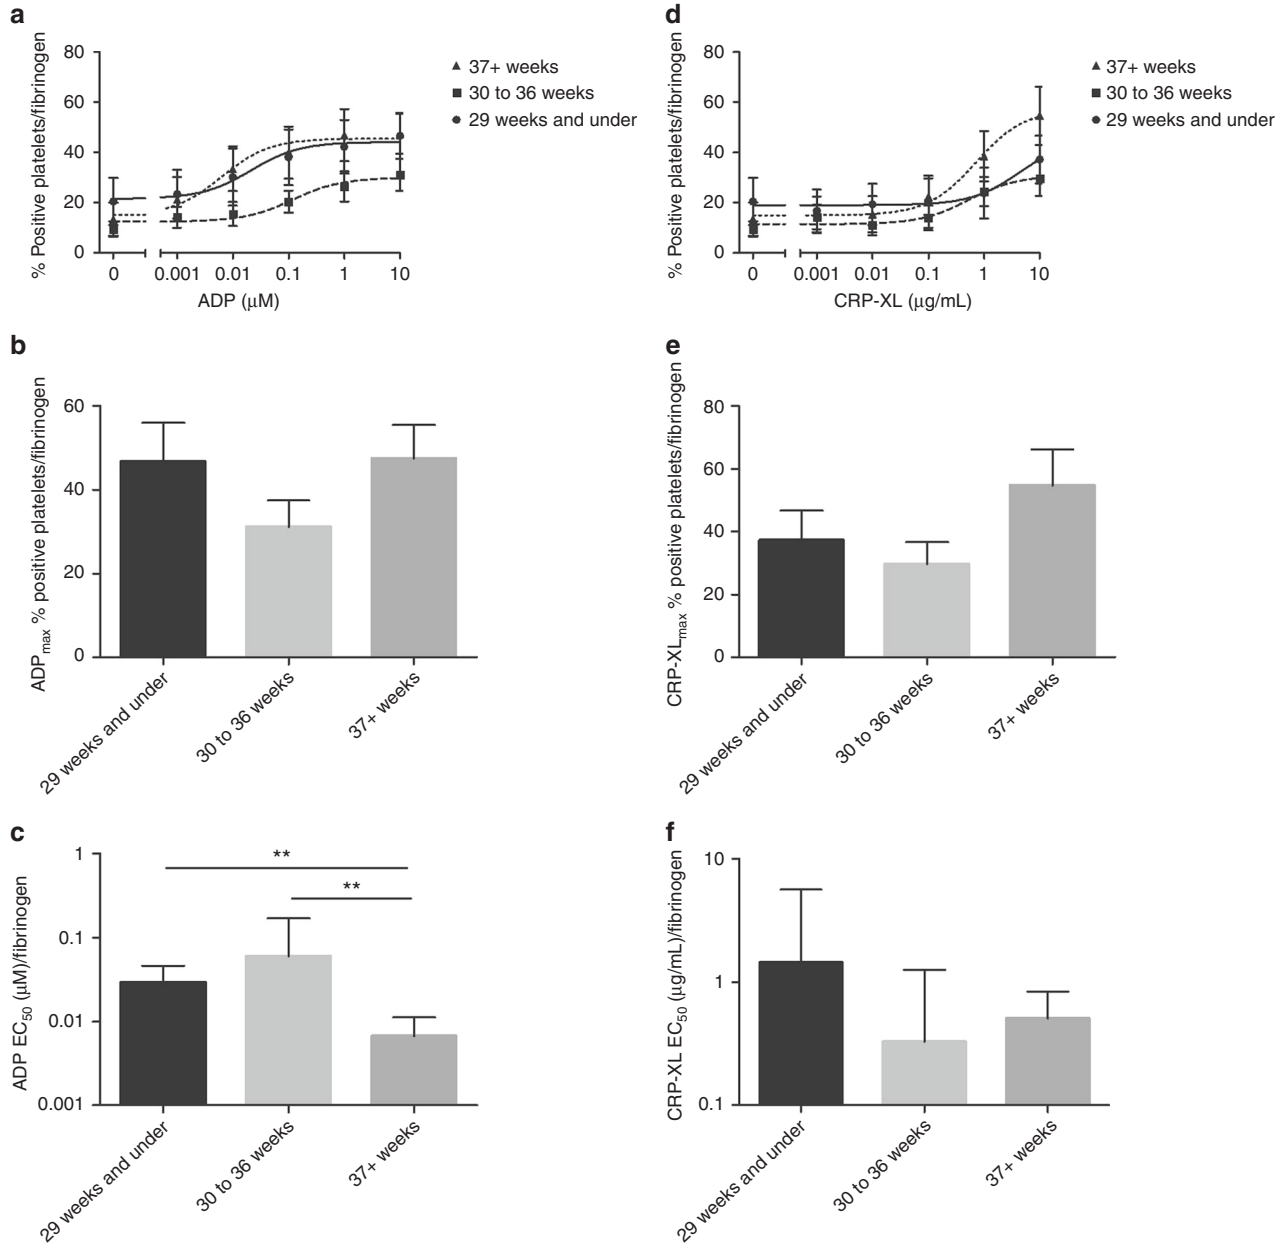 a
% Positive platelets/fibrinogen
80
60
40
20
0
0 0.001 0.01 0.1 1 10
ADP (μM)
37+ weeks
30 to 36 weeks
29 weeks and under
d
% Positive platelets/fibrinogen
80
60
40
20
0
0 0.001 0.01 0.1 1 10
CRP-XL (μg/mL)
37+ weeks
30 to 36 weeks
29 weeks and under
b
ADPmax % positive platelets/fibrinogen
60
40
20
0
29 weeks and under
30 to 36 weeks
37+ weeks
e
CRP-XLmax % positive platelets/fibrinogen
80
60
40
20
0
29 weeks and under
30 to 36 weeks
37+ weeks
c
ADP EC50 (μM)/fibrinogen
1
0.1
0.01
0.001
**
**
29 weeks and under
30 to 36 weeks
37+ weeks
f
CRP-XL EC50 (μg/mL)/fibrinogen
10
1
0.1
29 weeks and under
30 to 36 weeks
37+ weeks